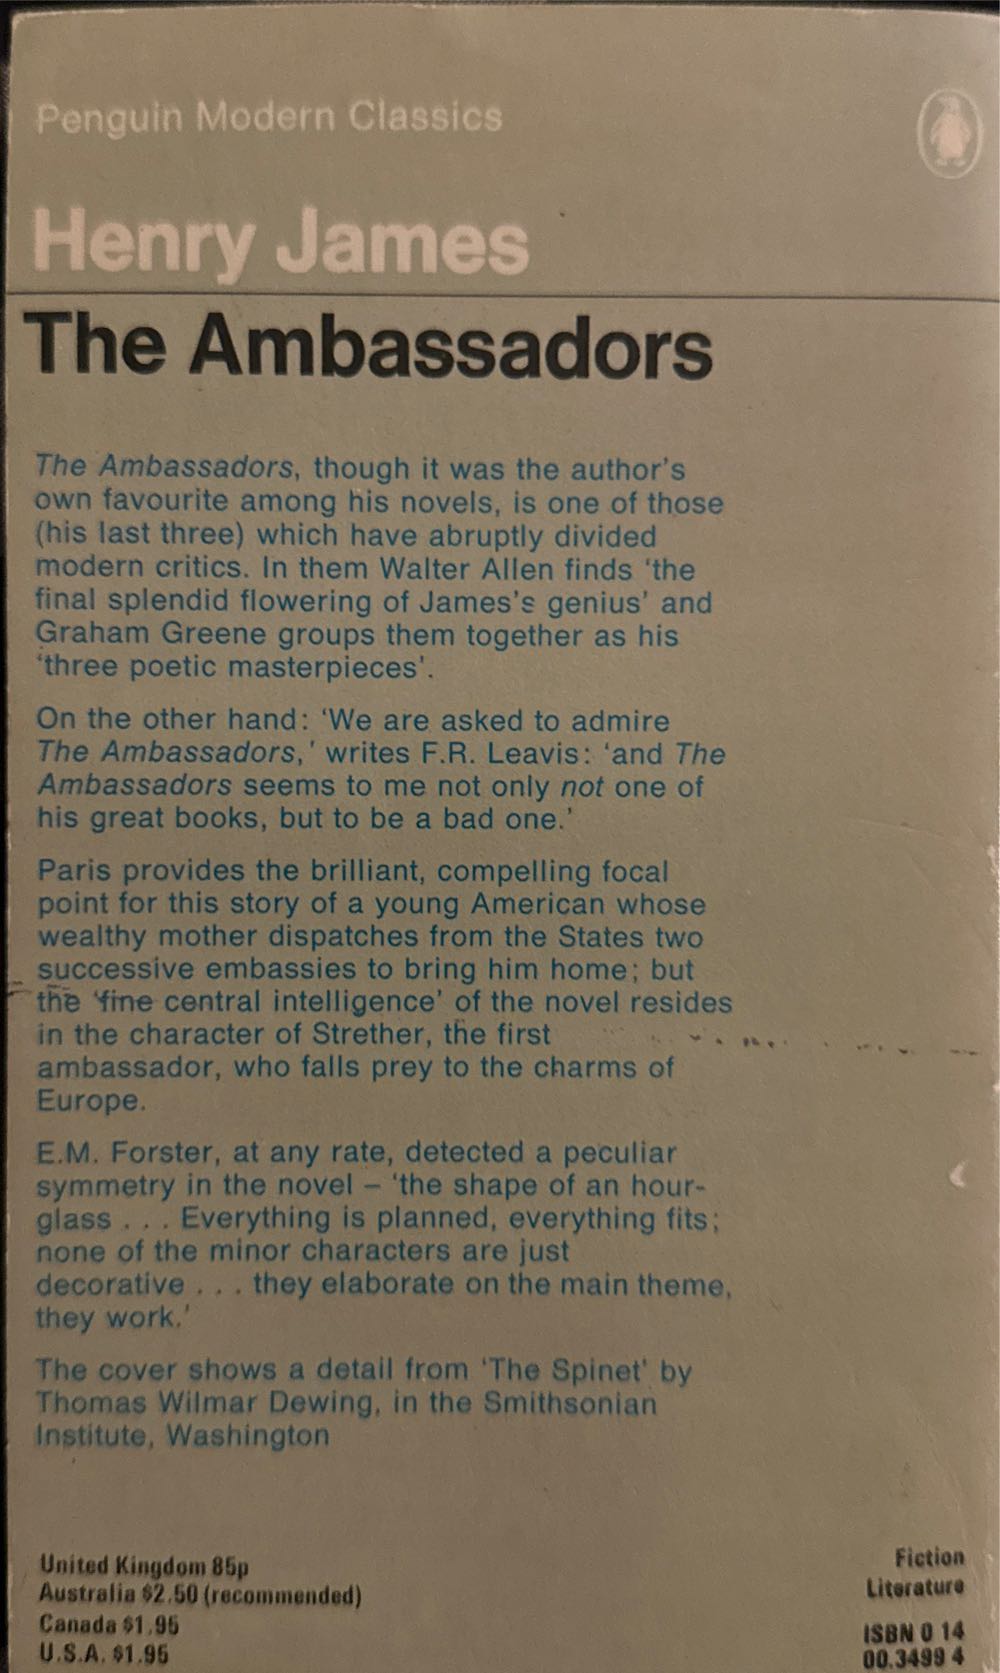 Penguin Modern Classics
Henry James
The Ambassadors
The Ambassadors, though it was the author's
own favourite among his novels, is one of those
(his last three) which have abruptly divided
modern critics. In them Walter Allen finds 'the
final splendid flowering of James's genius' and
Graham Greene groups them together as his
'three poetic masterpieces'.
On the other hand: 'We are asked to admire
The Ambassadors,' writes F.R. Leavis: 'and The
Ambassadors seems to me not only not one of
his great books, but to be a bad one.'
Paris provides the brilliant, compelling focal
point for this story of a young American whose
wealthy mother dispatches from the States two
successive embassies to bring him home; but
the 'fine central intelligence' of the novel resides
in the character of Strether, the first
ambassador, who falls prey to the charms of
Europe.
E.M. Forster, at any rate, detected a peculiar
symmetry in the novel – 'the shape of an hour-
glass . . . Everything is planned, everything fits;
none of the minor characters are just
decorative . . . they elaborate on the main theme,
they work.'
The cover shows a detail from 'The Spinet' by
Thomas Wilmar Dewing, in the Smithsonian
Institute, Washington
United Kingdom 85p
Australia $2.50 (recommended)
Canada $1.95
U.S.A. $1.95
Fiction
Literature
ISBN 0 14
00.3499 4